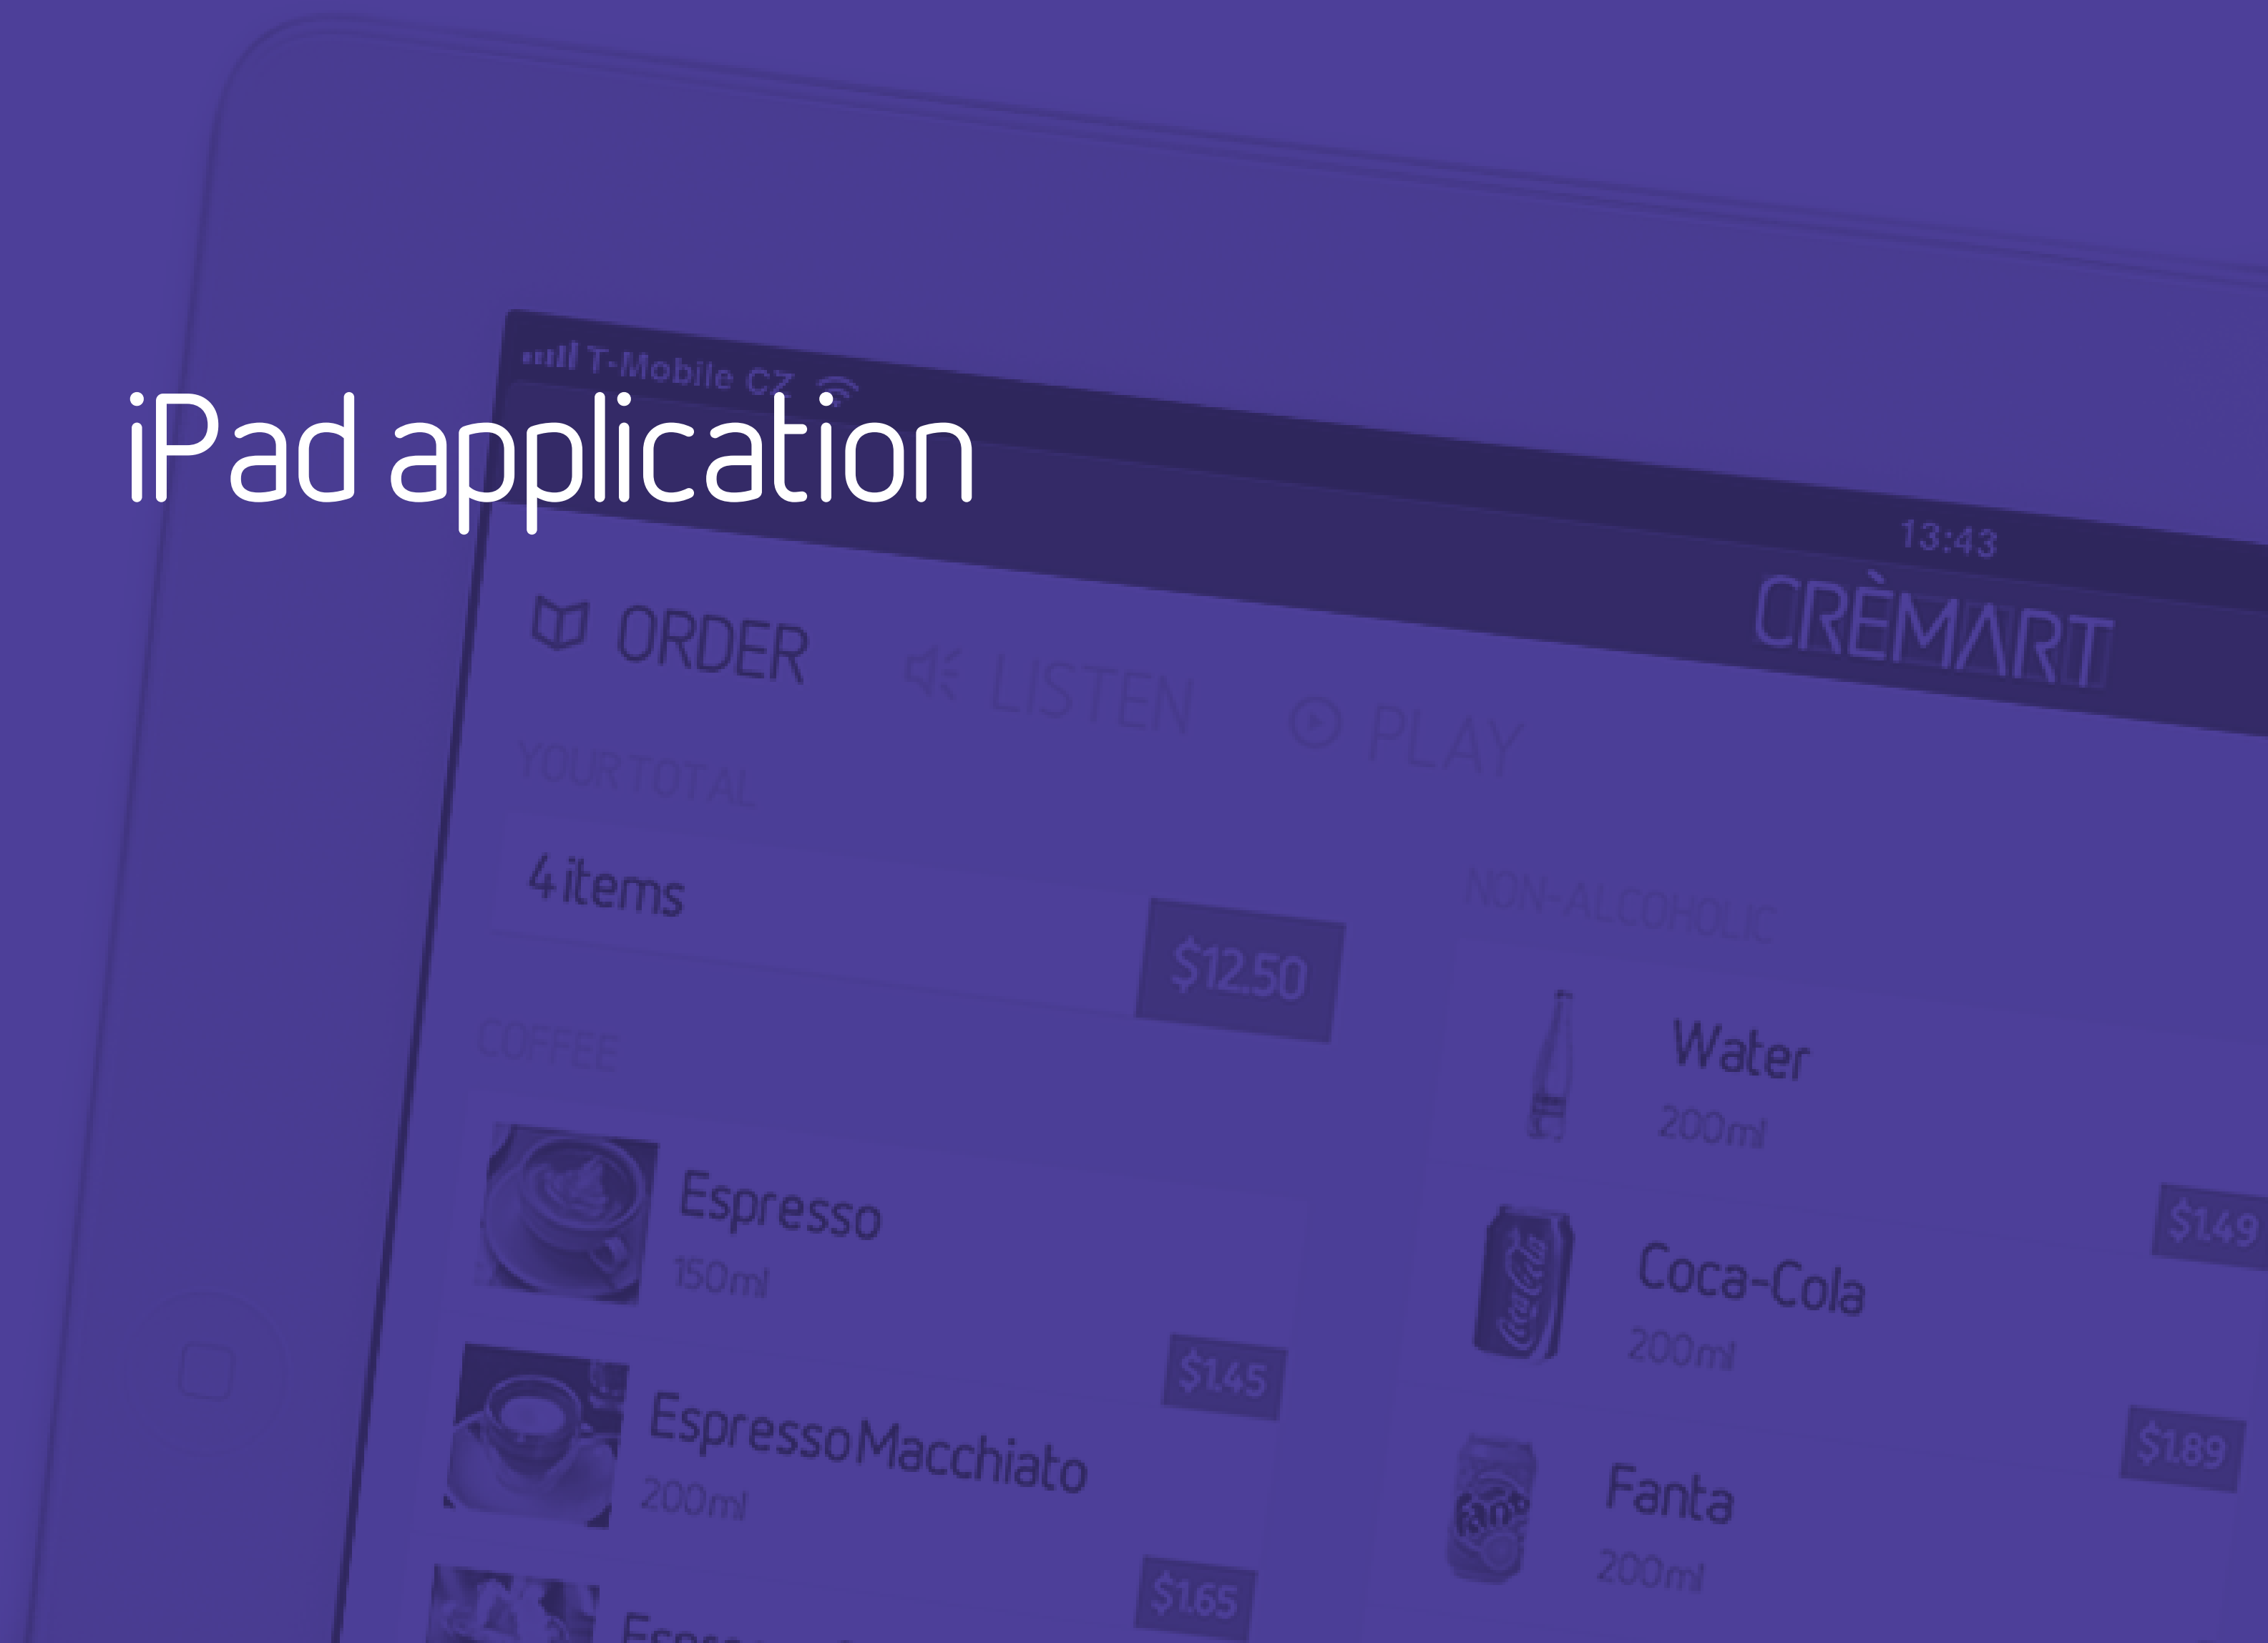 iPad application
T-Mobile CZ
13:43
CRÈMART
ORDER
LISTEN
PLAY
YOUR TOTAL
4 items
$12.50
COFFEE
Espresso
150ml
$1.45
Espresso Macchiato
200ml
$1.65
NON-ALCOHOLIC
Water
200ml
$1.49
Coca-Cola
Coca-Cola
200ml
$1.89
Fanta
200ml